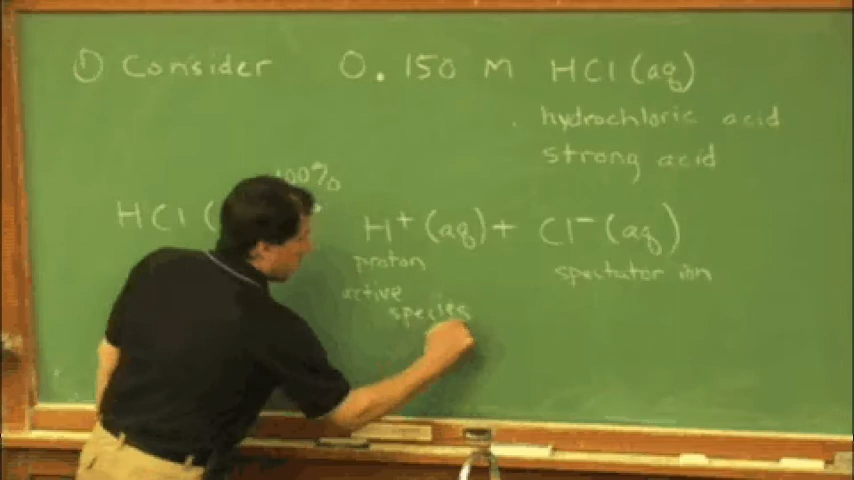 ① Consider 0.150 M HCl (aq)
hydrochloric acid
strong acid
100%
HCl ( H⁺ (aq) + Cl⁻ (aq)
proton spectator ion
active
species